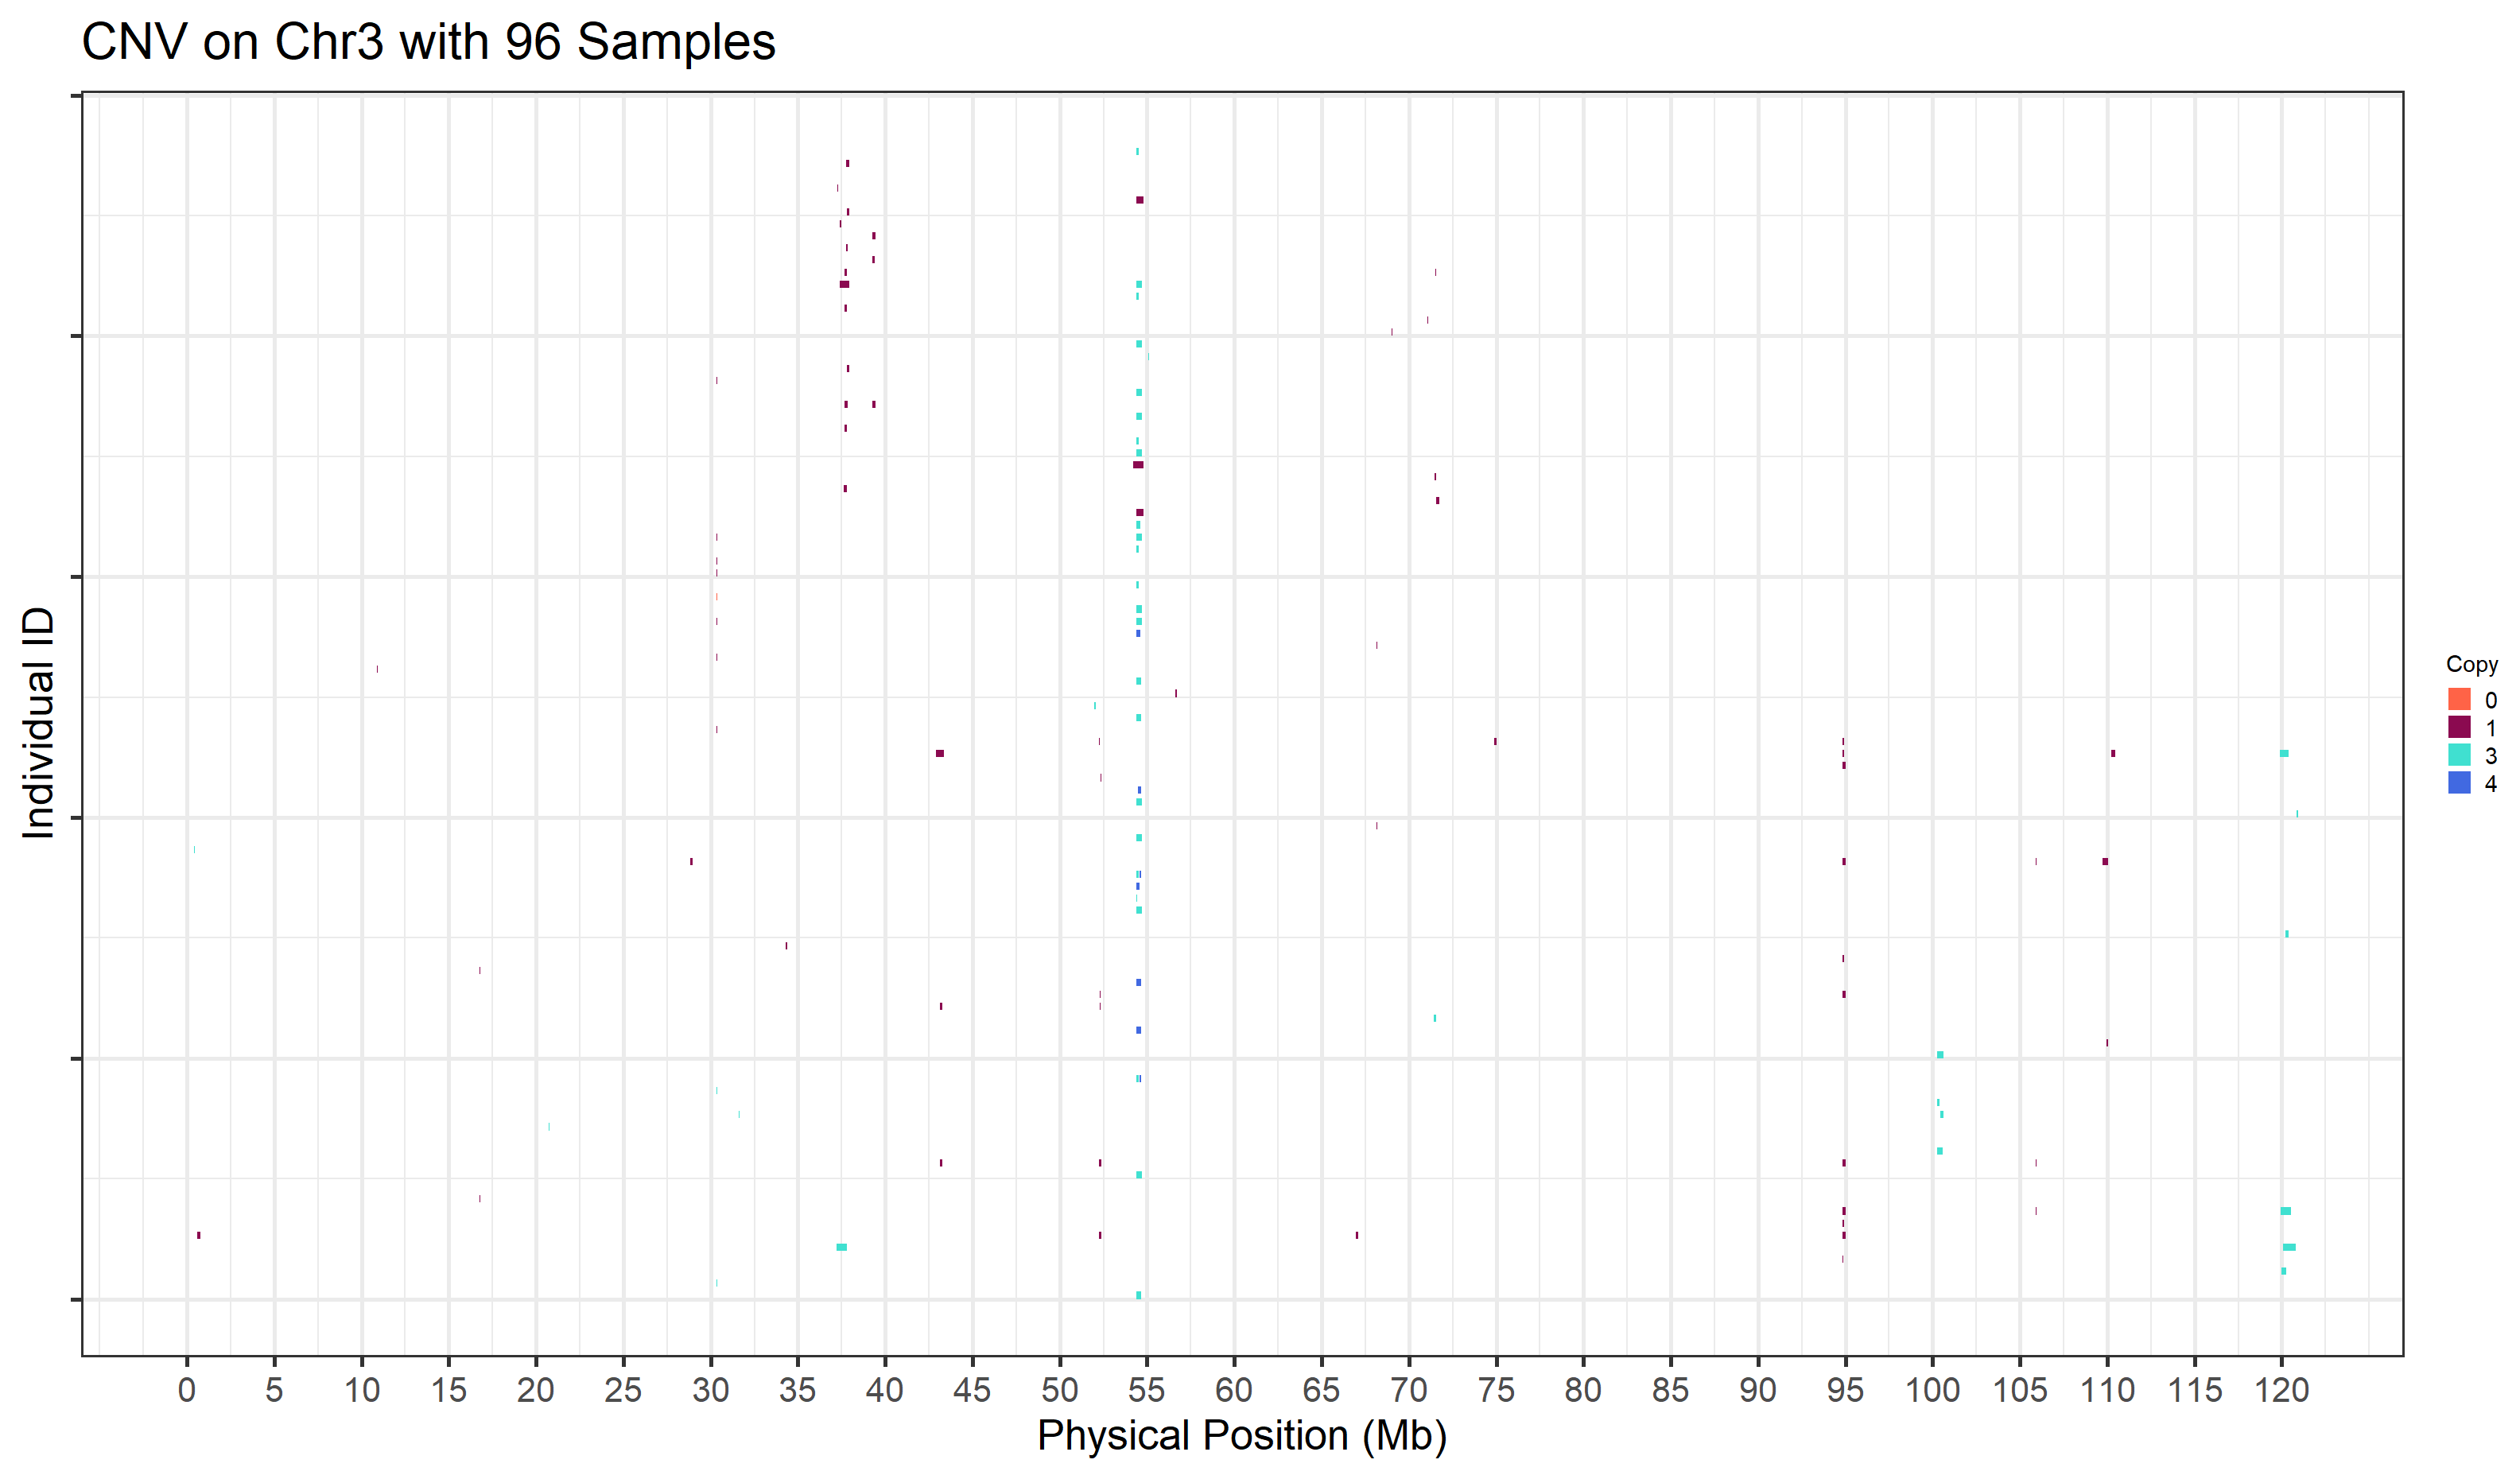 CNV on Chr3 with 96 Samples
Individual ID
Copy
0
1
3
4
0 5 10 15 20 25 30 35 40 45 50 55 60 65 70 75 80 85 90 95 100 105 110 115 120
Physical Position (Mb)